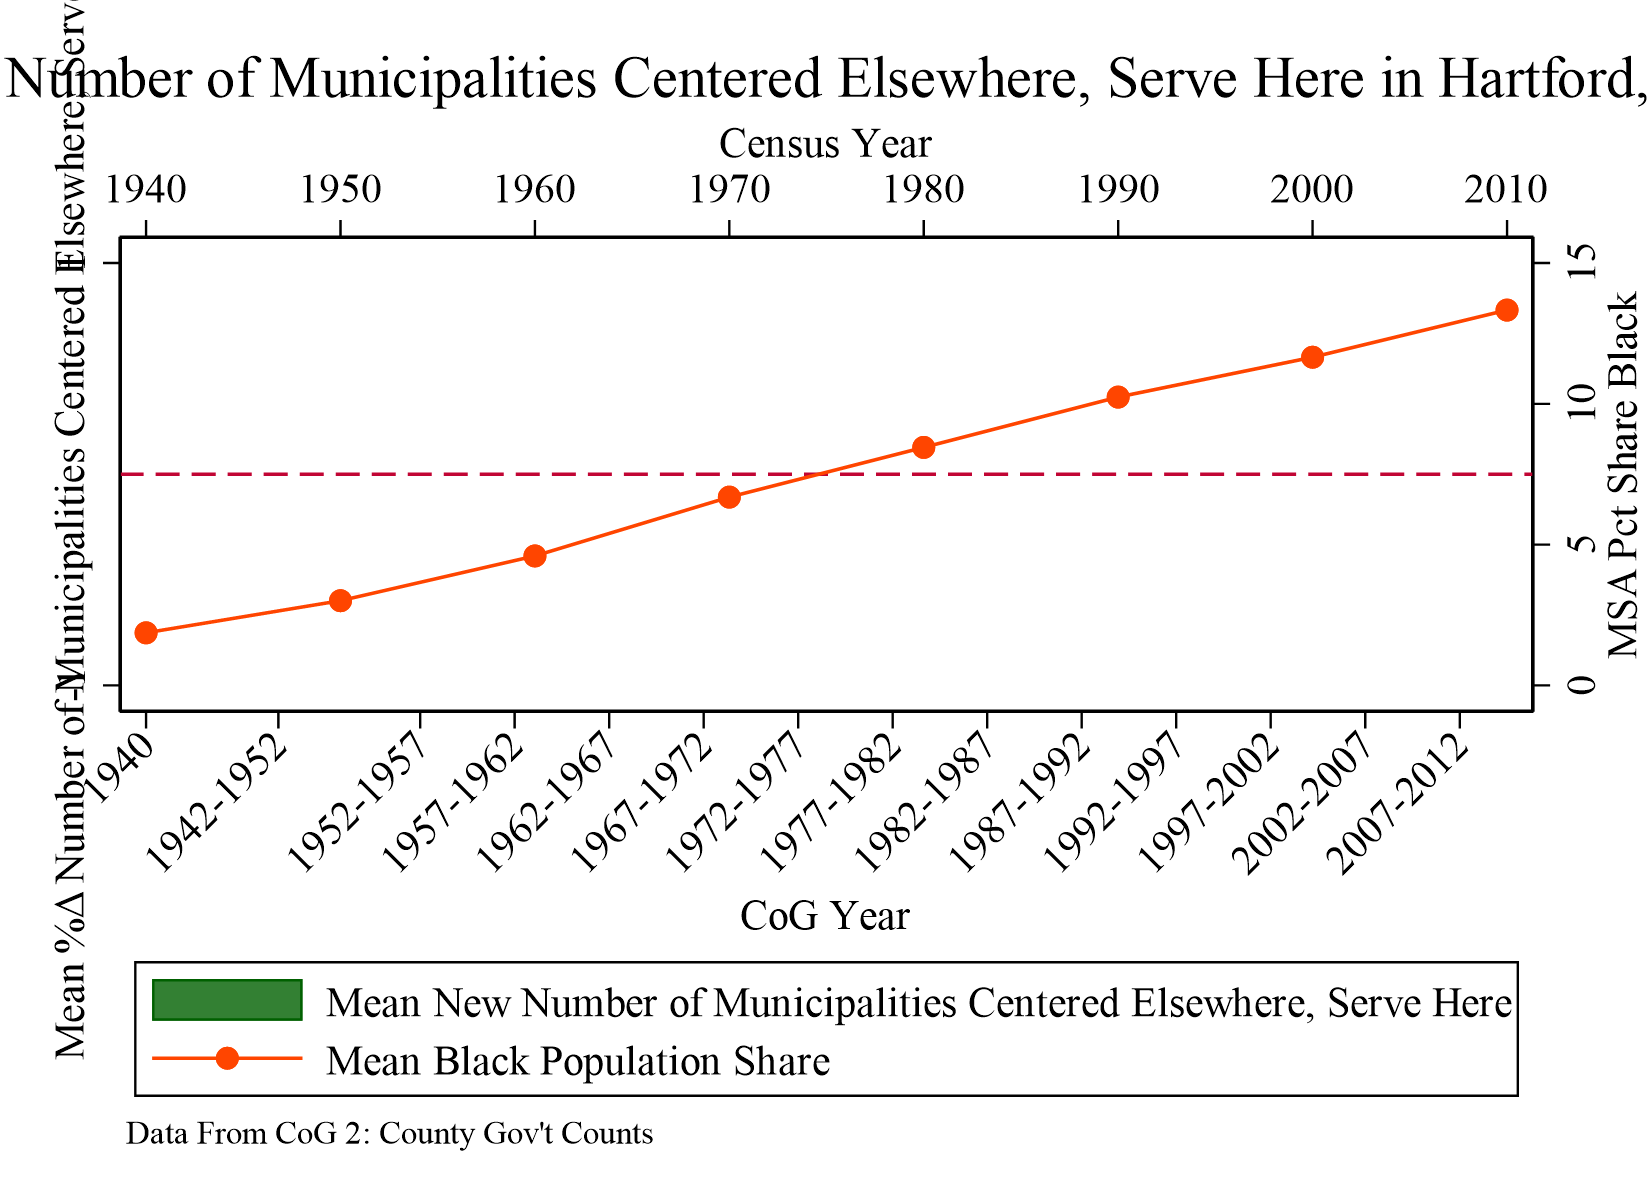 Number of Municipalities Centered Elsewhere, Serve Here in Hartford,
Census Year
1940 1950 1960 1970 1980 1990 2000 2010
Mean %Δ Number of Municipalities Centered Elsewhere, Serve
-1 1
0 5 10 15
MSA Pct Share Black
1940 1942-1952 1952-1957 1957-1962 1962-1967 1967-1972 1972-1977 1977-1982 1982-1987 1987-1992 1992-1997 1997-2002 2002-2007 2007-2012
CoG Year
Mean New Number of Municipalities Centered Elsewhere, Serve Here
Mean Black Population Share
Data From CoG 2: County Gov't Counts